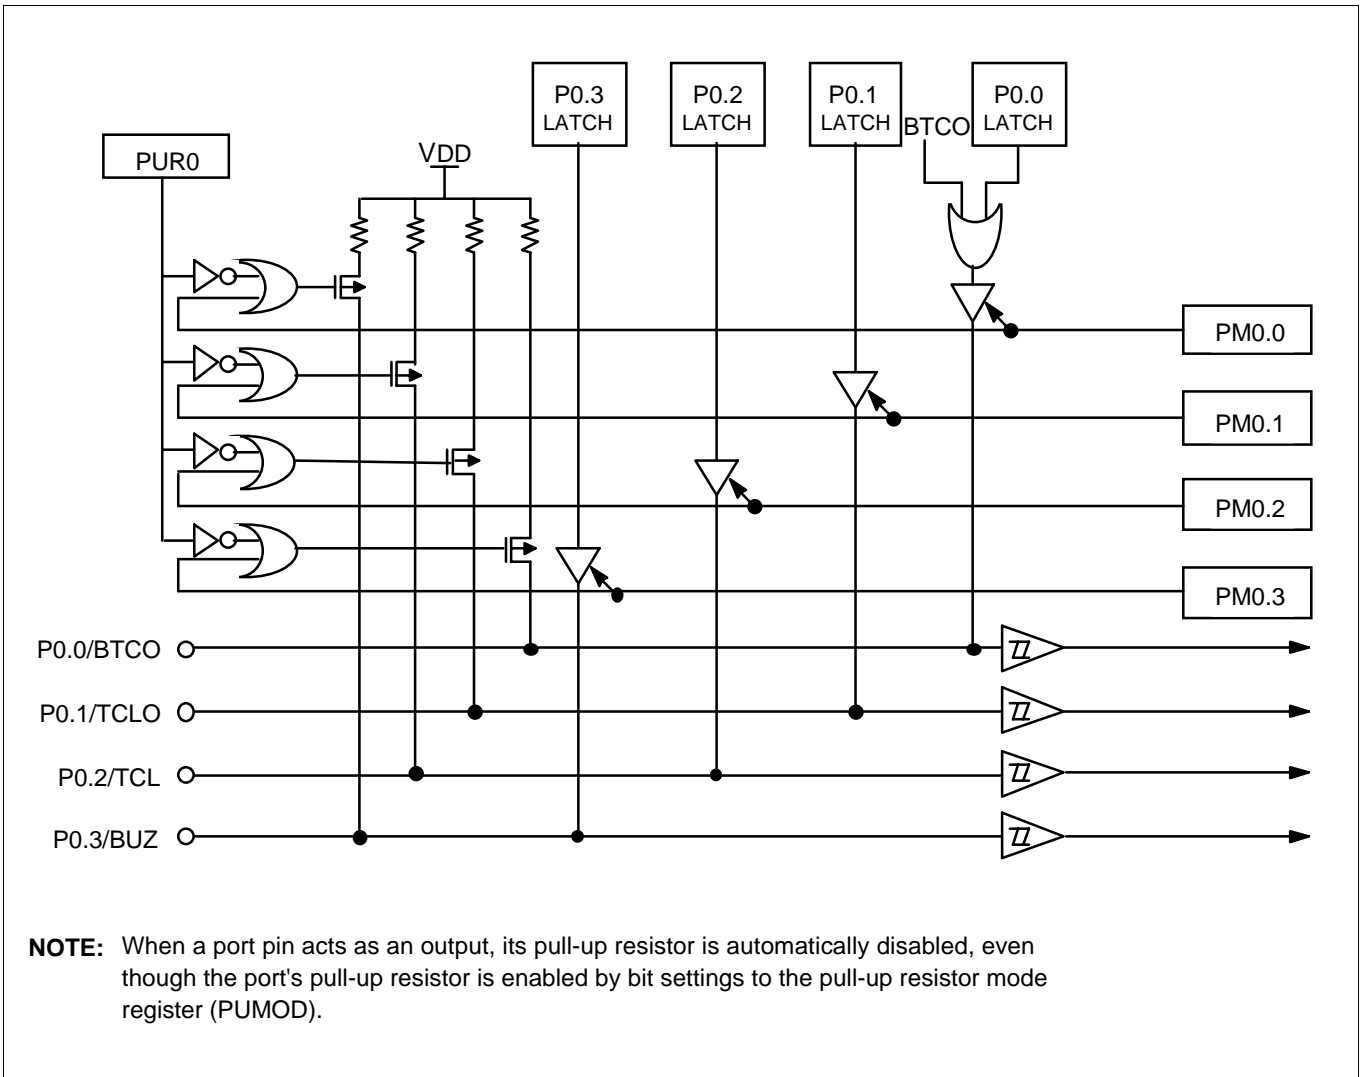 P0.3
LATCH
P0.2
LATCH
P0.1
LATCH
BTCO
P0.0
LATCH
PUR0
VDD
PM0.0
PM0.1
PM0.2
PM0.3
P0.0/BTCO
P0.1/TCLO
P0.2/TCL
P0.3/BUZ
NOTE: When a port pin acts as an output, its pull-up resistor is automatically disabled, even
though the port's pull-up resistor is enabled by bit settings to the pull-up resistor mode
register (PUMOD).